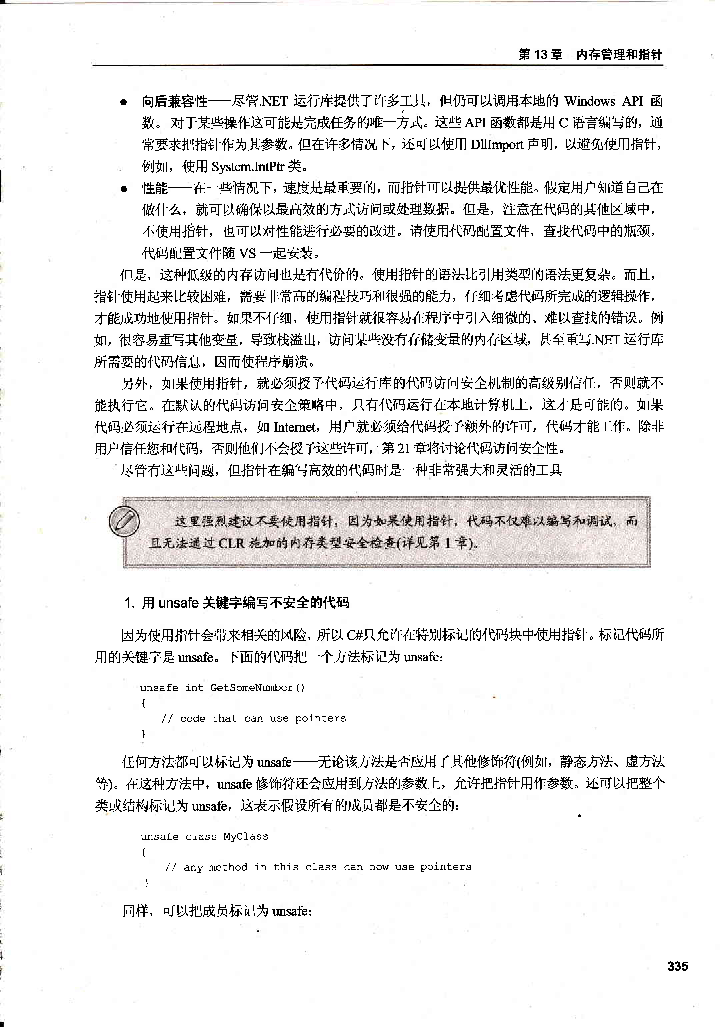 第 13 章 内存管理和指针
● 向后兼容性——尽管.NET 运行库提供了许多工具，但仍可以调用本地的 Windows API 函
数。对于某些操作这可能是完成任务的唯一方式。这些 API 函数都是用 C 语言编写的，通
常要求把指针作为其参数。但在许多情况下，还可以使用 DllImport 声明，以避免使用指针，
例如，使用 System.IntPtr 类。
● 性能——在一些情况下，速度是最重要的，而指针可以提供最优性能。假定用户知道自己在
做什么，就可以确保以最高效的方式访问或处理数据。但是，注意在代码的其他区域中，
不使用指针，也可以对性能进行必要的改进。请使用代码配置文件，查找代码中的瓶颈，
代码配置文件随 VS 一起安装。
但是，这种低级的内存访问也是有代价的。使用指针的语法比引用类型的语法更复杂。而且，
指针使用起来比较困难，需要非常高的编程技巧和很强的能力，仔细考虑代码所完成的逻辑操作，
才能成功地使用指针。如果不仔细，使用指针就很容易在程序中引入细微的、难以查找的错误。例
如，很容易重写其他变量，导致栈溢出，访问某些没有存储变量的内存区域，甚至重写.NET 运行库
所需要的代码信息，因而使程序崩溃。
另外，如果使用指针，就必须授予代码运行库的代码访问安全机制的高级别信任，否则就不
能执行它。在默认的代码访问安全策略中，只有代码运行在本地计算机上，这才是可能的。如果
代码必须运行在远程地点，如 Internet，用户就必须给代码授予额外的许可，代码才能工作。除非
用户信任您和代码，否则他们不会授予这些许可，第 21 章将讨论代码访问安全性。
尽管有这些问题，但指针在编写高效的代码时是一种非常强大和灵活的工具
这里强烈建议不要使用指针，因为如果使用指针，代码不仅难以编写和调试，而
且无法通过 CLR 施加的内存类型安全检查(详见第 1 章)。
1. 用 unsafe 关键字编写不安全的代码
因为使用指针会带来相关的风险，所以 C#只允许在特别标记的代码块中使用指针。标记代码所
用的关键字是 unsafe。下面的代码把一个方法标记为 unsafe：
unsafe int GetSomeNumber()
{
// code that can use pointers
}
任何方法都可以标记为 unsafe——无论该方法是否应用了其他修饰符(例如，静态方法、虚方法
等)。在这种方法中，unsafe 修饰符还会应用到方法的参数上，允许把指针用作参数。还可以把整个
类或结构标记为 unsafe，这表示假设所有的成员都是不安全的：
unsafe class MyClass
{
// any method in this class can now use pointers
}
同样，可以把成员标记为 unsafe：
335